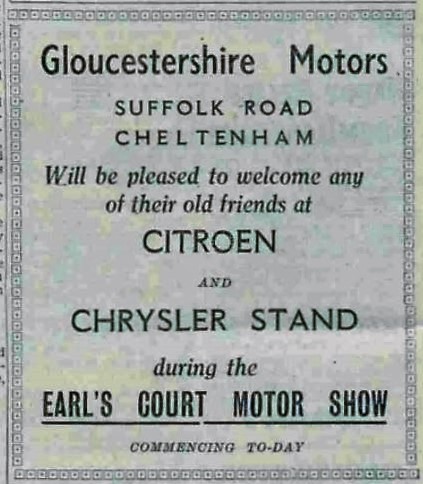 Gloucestershire Motors
SUFFOLK ROAD
CHELTENHAM
Will be pleased to welcome any
of their old friends at
CITROEN
AND
CHRYSLER STAND
during the
EARL'S COURT MOTOR SHOW
COMMENCING TO-DAY